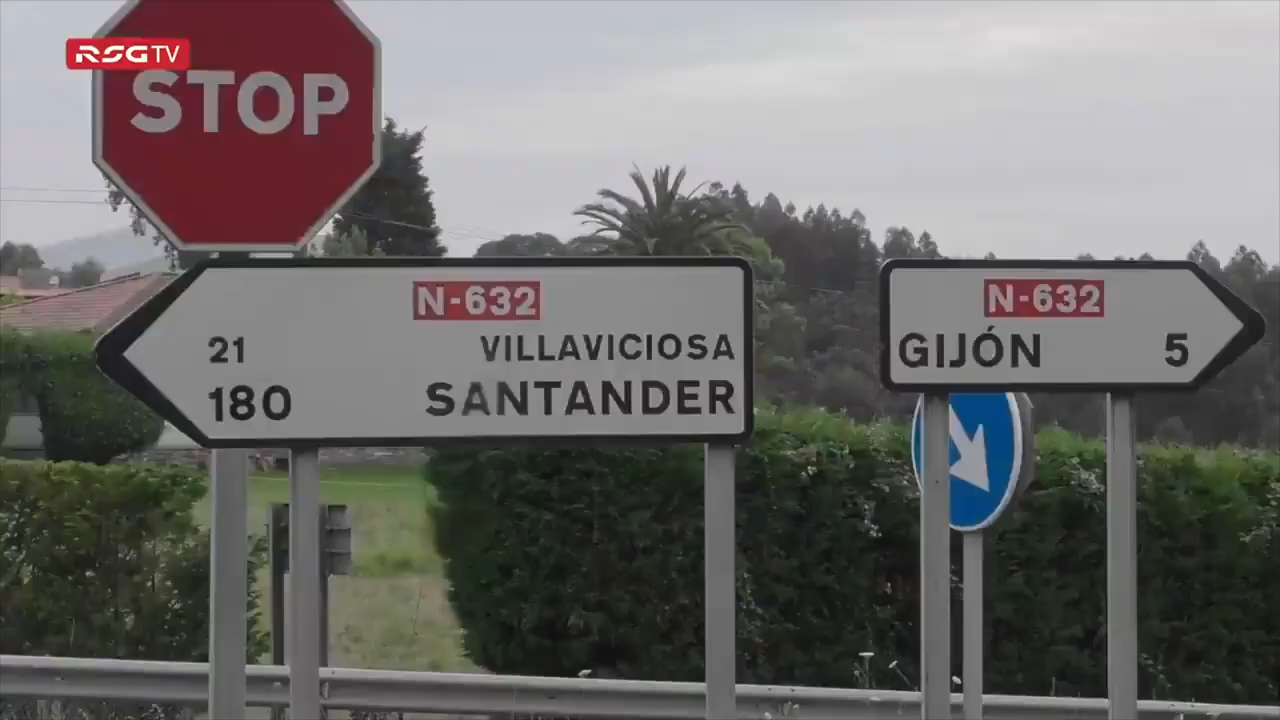 RSGTV
STOP
N-632
21 VILLAVICIOSA
180 SANTANDER
N-632
GIJÓN 5